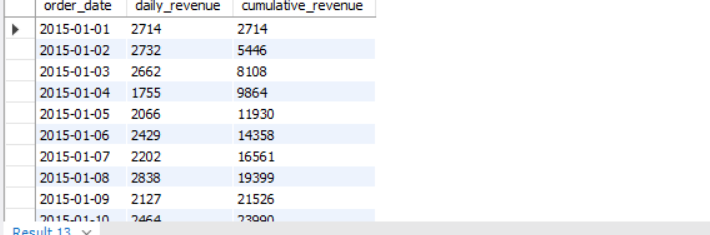 order_date daily_revenue cumulative_revenue
2015-01-01 2714 2714
2015-01-02 2732 5446
2015-01-03 2662 8108
2015-01-04 1755 9864
2015-01-05 2066 11930
2015-01-06 2429 14358
2015-01-07 2202 16561
2015-01-08 2838 19399
2015-01-09 2127 21526
2015-01-10 2464 23990
Result 13